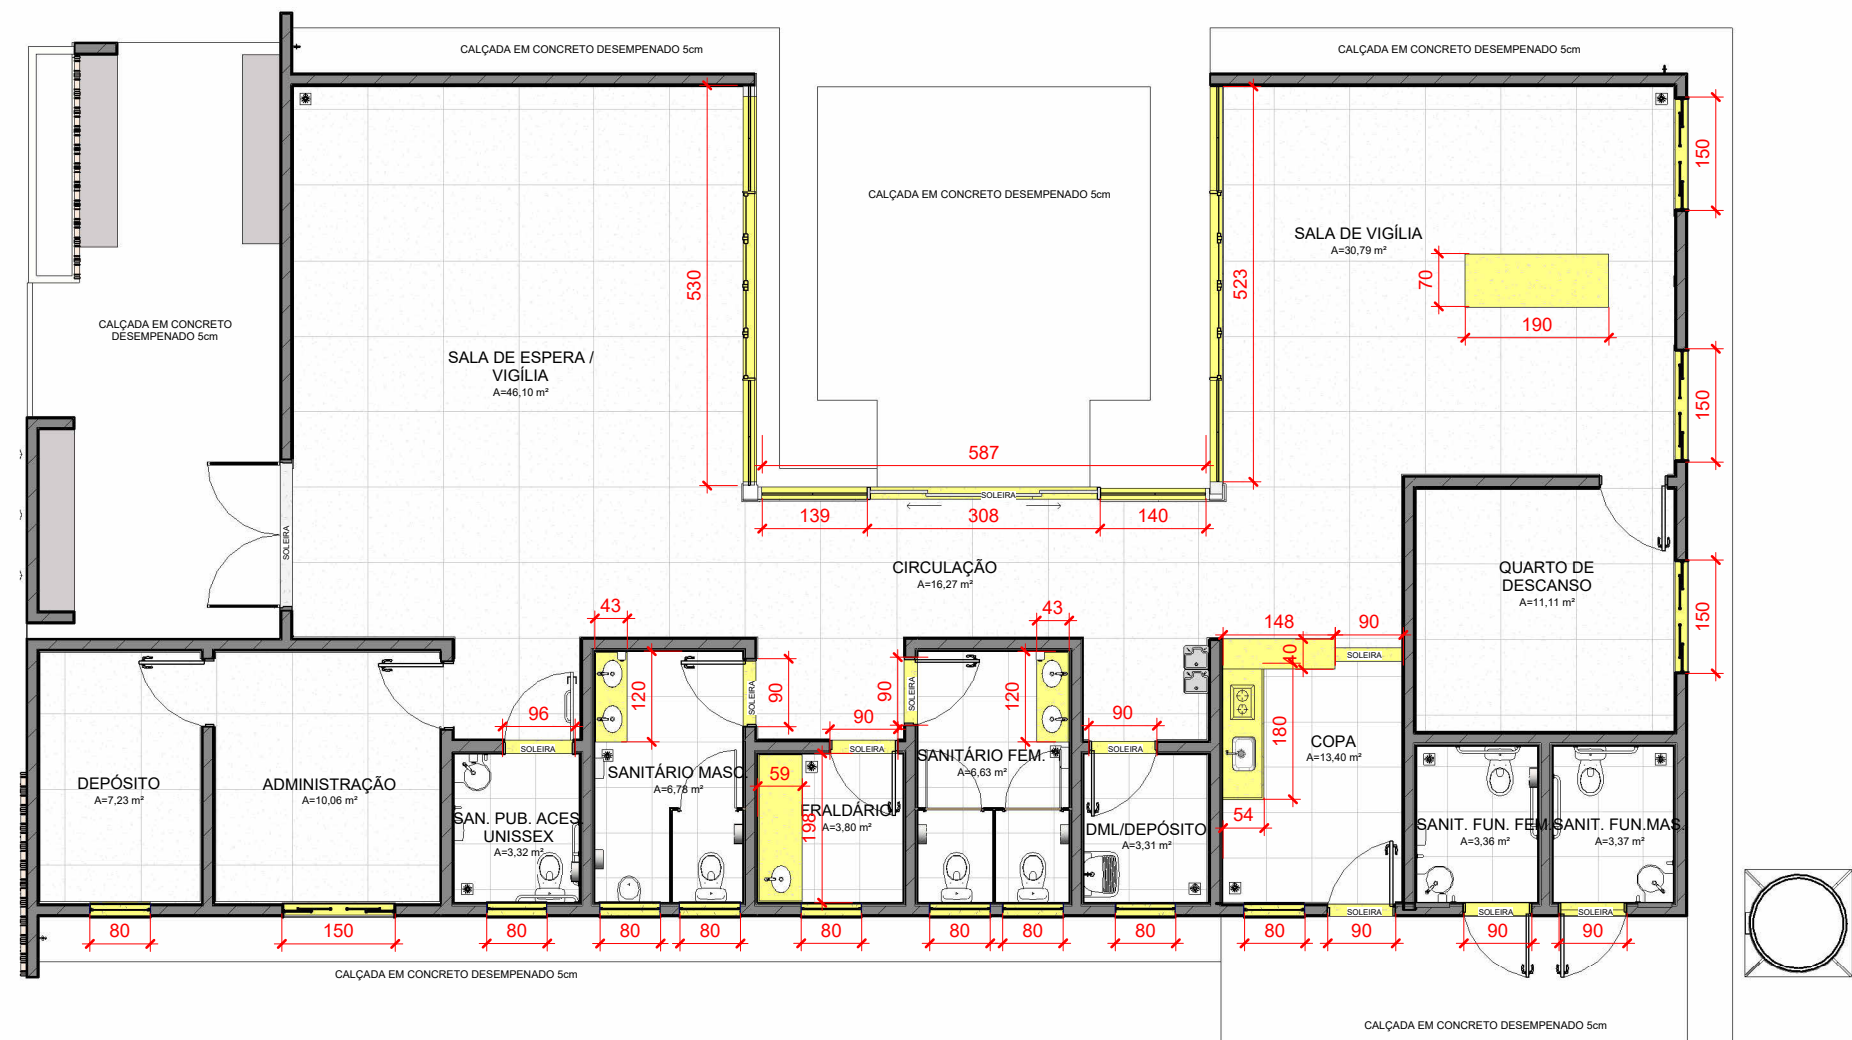 CALÇADA EM CONCRETO DESEMPENADO 5cm
CALÇADA EM CONCRETO DESEMPENADO 5cm
CALÇADA EM CONCRETO DESEMPENADO 5cm
CALÇADA EM CONCRETO
DESEMPENADO 5cm
SALA DE VIGÍLIA
A=30,79 m²
150
530
523
70
190
SALA DE ESPERA /
VIGÍLIA
A=46,10 m²
150
587
SOLEIRA
139
308
140
SOLEIRA
CIRCULAÇÃO
A=16,27 m²
QUARTO DE
DESCANSO
A=11,11 m²
150
43
43
148
90
40
SOLEIRA
120
90
SOLEIRA
90
SOLEIRA
120
96
SOLEIRA
90
SOLEIRA
90
SOLEIRA
180
COPA
A=13,40 m²
DEPÓSITO
A=7,23 m²
ADMINISTRAÇÃO
A=10,06 m²
SANITÁRIO MASC.
A=6,78 m²
SANITÁRIO FEM.
A=6,63 m²
59
198
FRALDÁRIO
A=3,80 m²
SAN. PUB. ACES.
UNISSEX
A=3,32 m²
DML/DEPÓSITO
A=3,31 m²
54
SANIT. FUN. FEM.
A=3,36 m²
SANIT. FUN.MAS.
A=3,37 m²
SOLEIRA
SOLEIRA
SOLEIRA
80
150
80
80
80
80
80
80
80
80
90
90
90
CALÇADA EM CONCRETO DESEMPENADO 5cm
CALÇADA EM CONCRETO DESEMPENADO 5cm